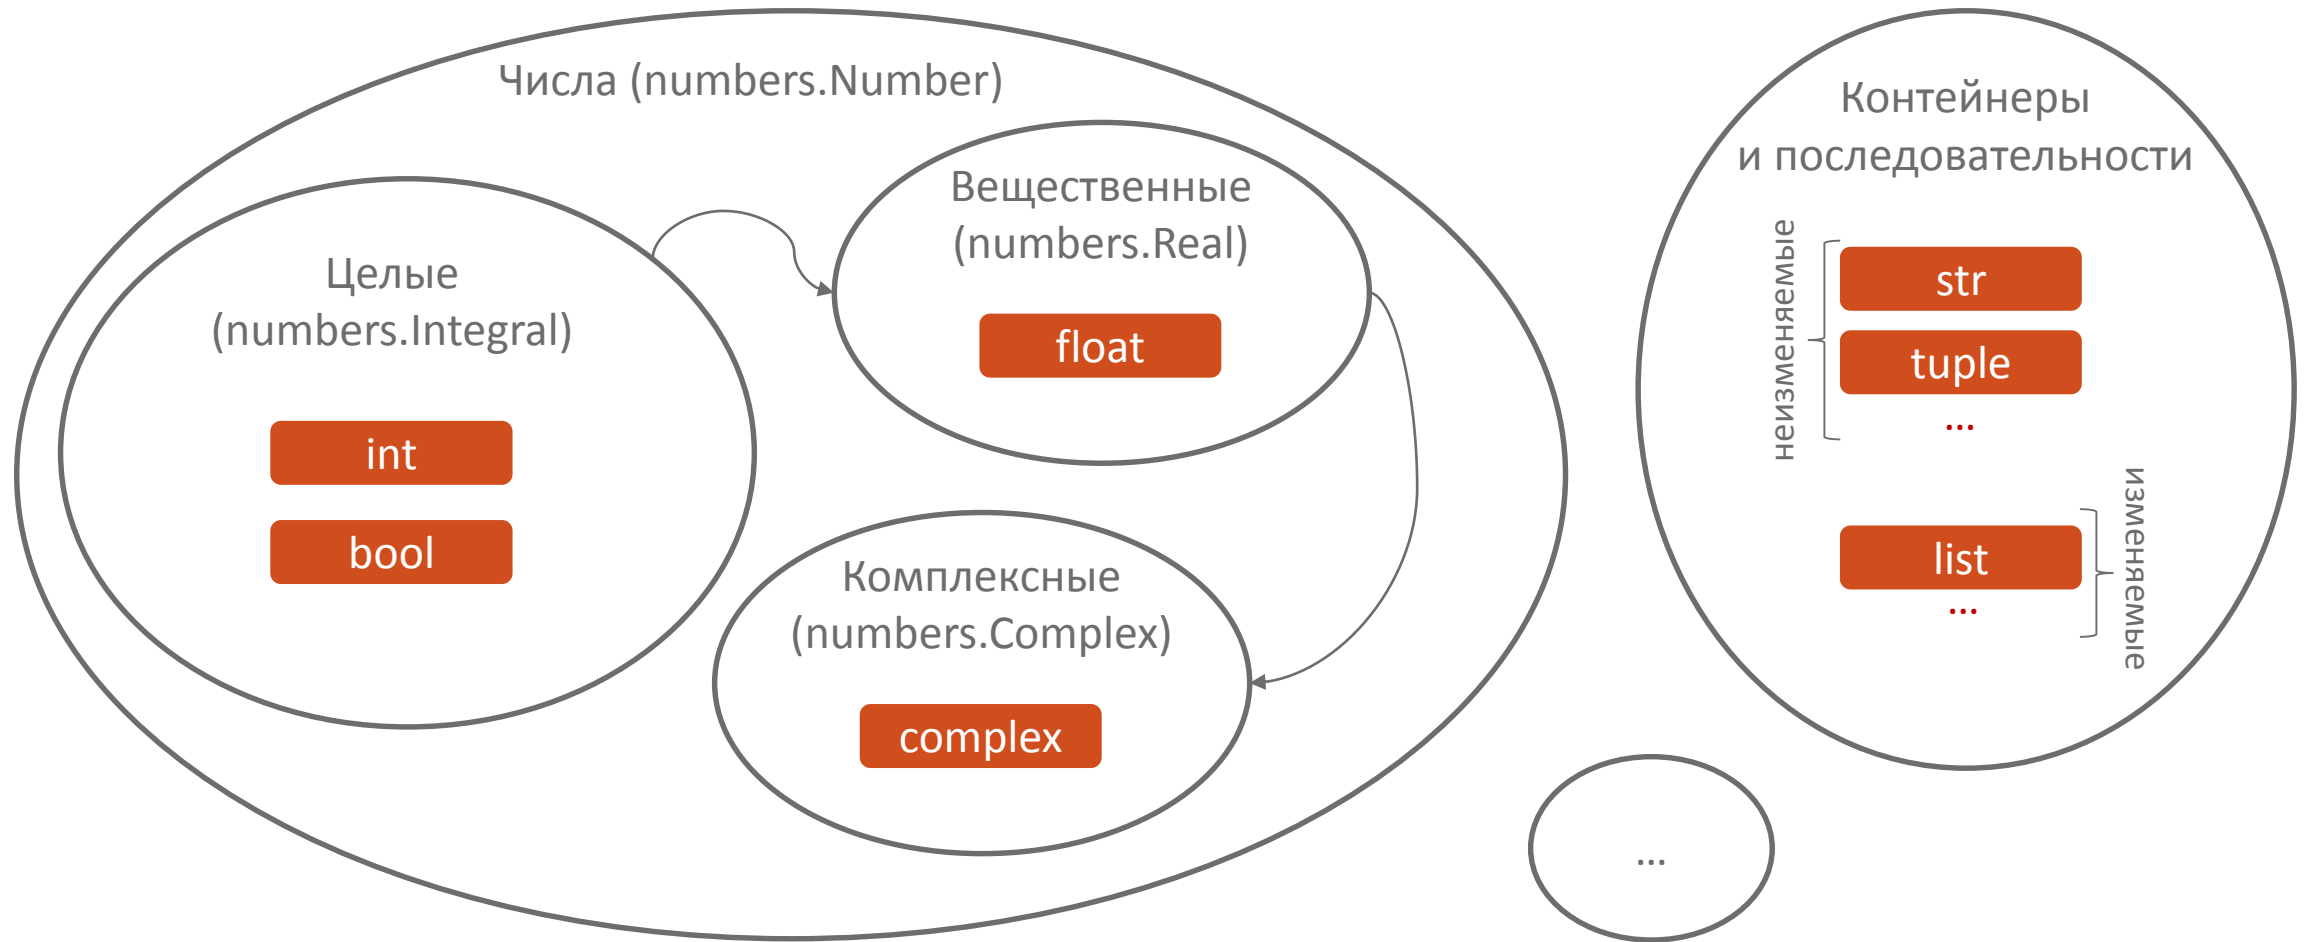 Числа (numbers.Number)
Целые
(numbers.Integral)
int
bool
Вещественные
(numbers.Real)
float
Комплексные
(numbers.Complex)
complex
Контейнеры
и последовательности
неизменяемые
str
tuple
...
list
...
изменяемые
...